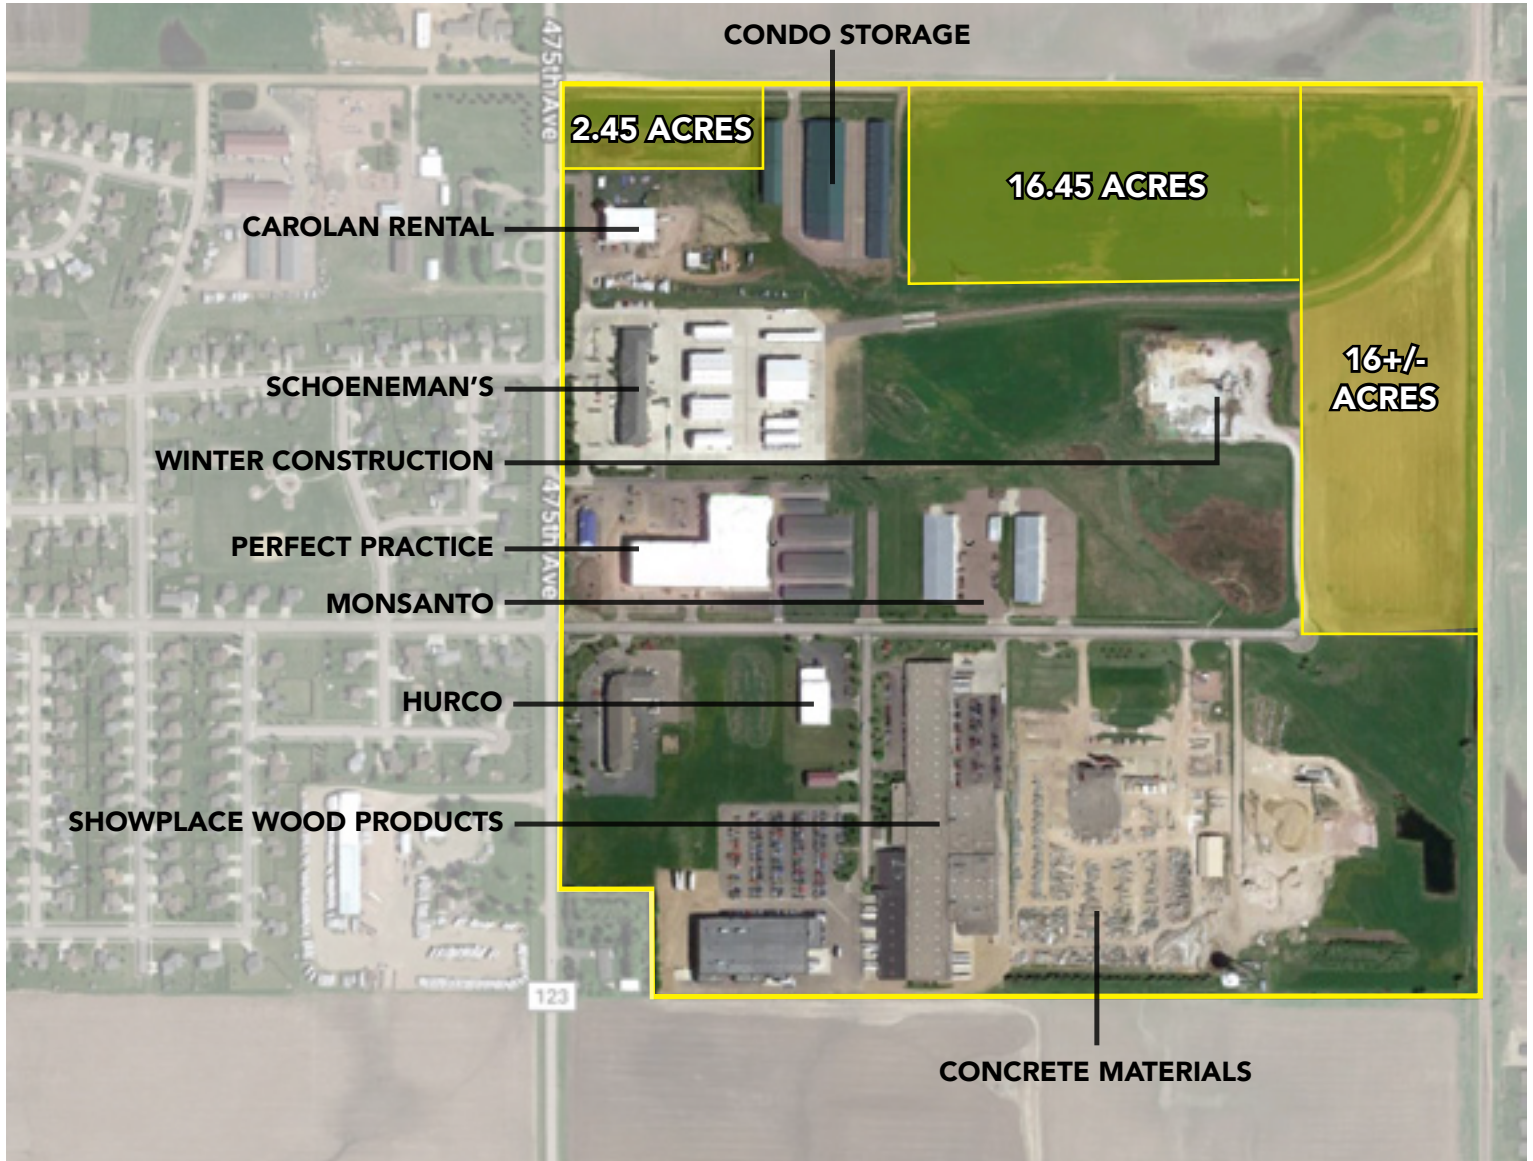 CONDO STORAGE
475th Ave
2.45 ACRES
16.45 ACRES
CAROLAN RENTAL
16+/-
ACRES
SCHOENEMAN'S
WINTER CONSTRUCTION
475th Ave
PERFECT PRACTICE
MONSANTO
HURCO
SHOWPLACE WOOD PRODUCTS
123
CONCRETE MATERIALS